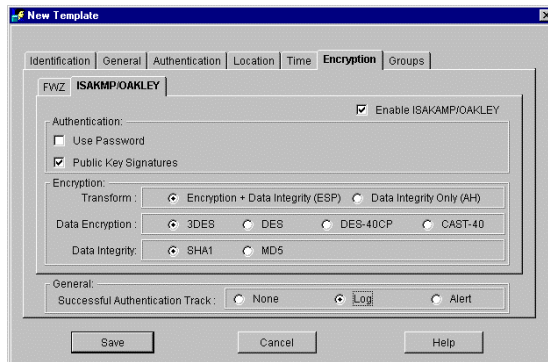 New Template
Identification General Authentication Location Time Encryption Groups
FWZ ISAKMP/OAKLEY
Enable ISAKAMP/OAKLEY
Authentication:
Use Password
Public Key Signatures
Encryption:
Transform : Encryption + Data Integrity (ESP) Data Integrity Only (AH)
Data Encryption : 3DES DES DES-40CP CAST-40
Data Integrity: SHA1 MD5
General:
Successful Authentication Track : None Log Alert
Save Cancel Help